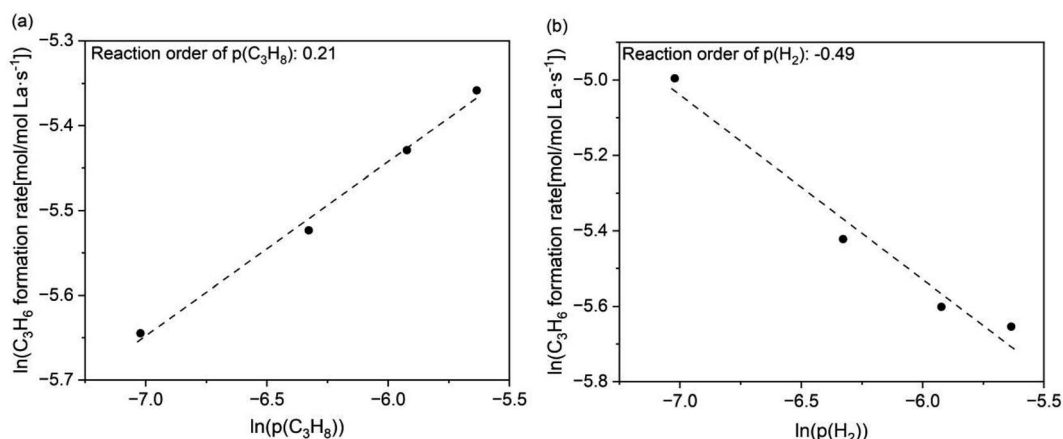 (a)
Reaction order of p(C₃H₈): 0.21
ln(C₃H₆ formation rate[mol/mol La·s⁻¹])
−5.3
−5.4
−5.5
−5.6
−5.7
−7.0 −6.5 −6.0 −5.5
ln(p(C₃H₈))
(b)
Reaction order of p(H₂): -0.49
ln(C₃H₆ formation rate[mol/mol La·s⁻¹])
−5.0
−5.2
−5.4
−5.6
−5.8
−7.0 −6.5 −6.0 −5.5
ln(p(H₂))